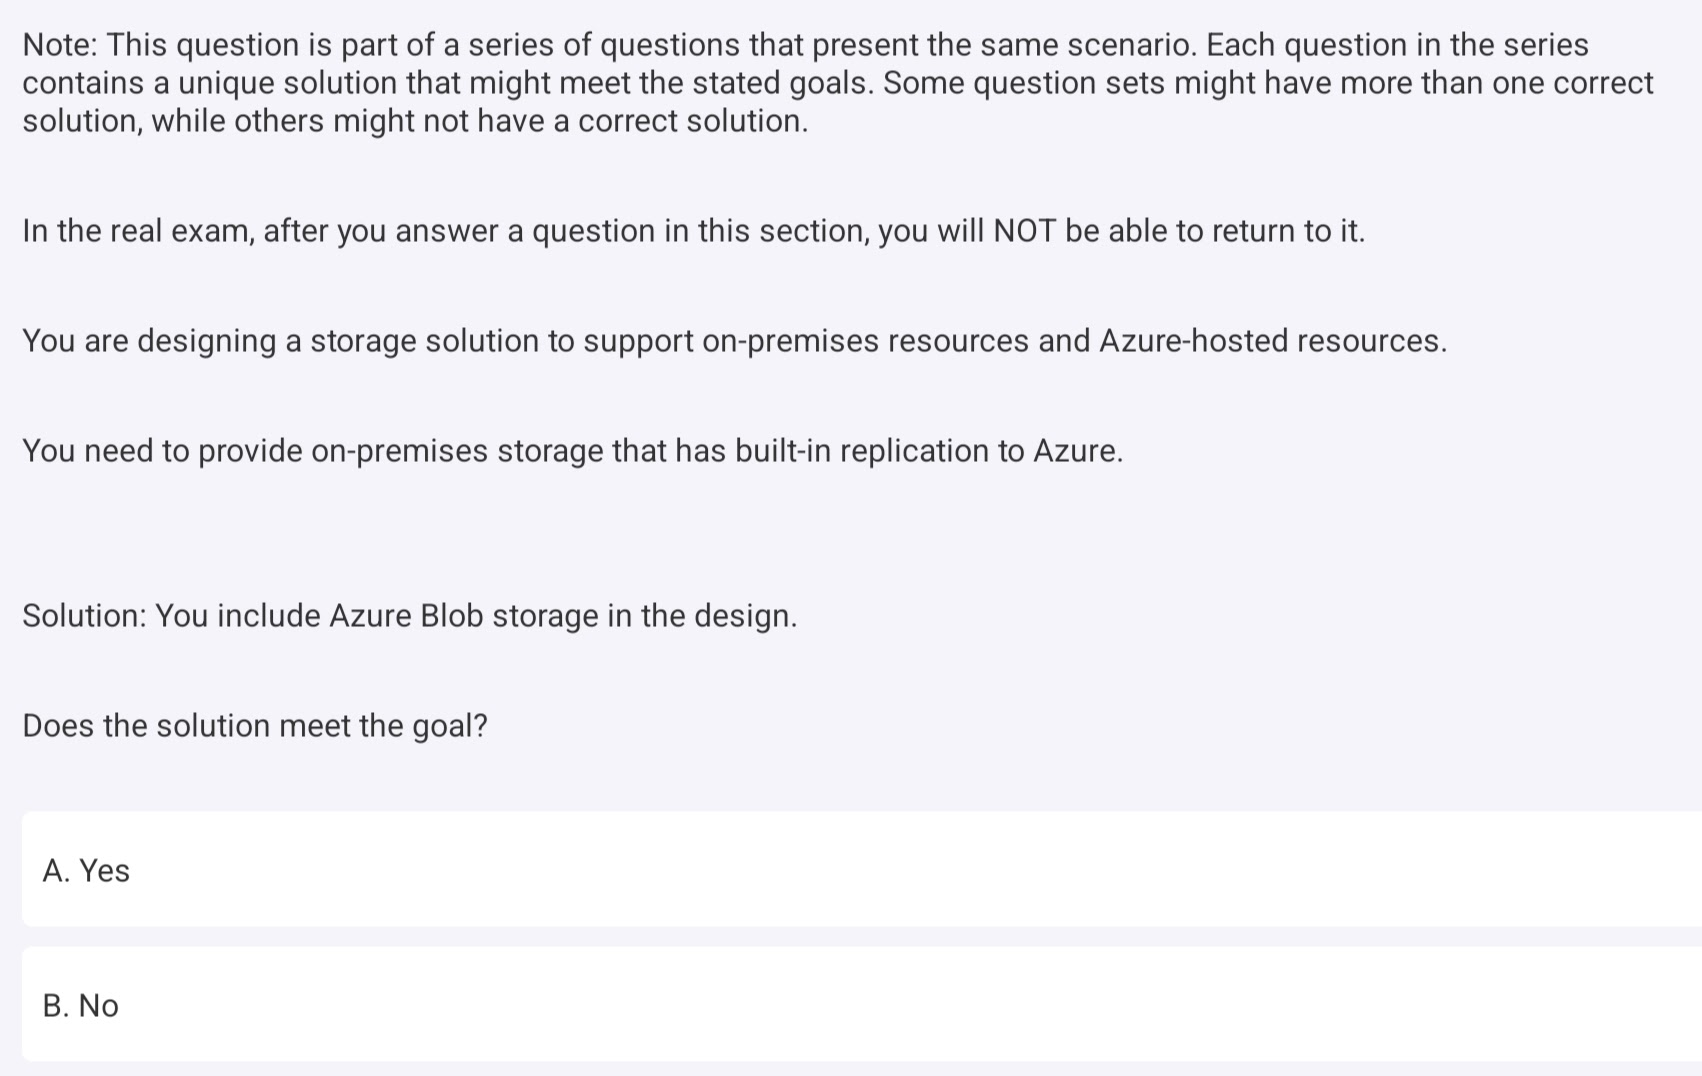 Note: This question is part of a series of questions that present the same scenario. Each question in the series
contains a unique solution that might meet the stated goals. Some question sets might have more than one correct
solution, while others might not have a correct solution.
In the real exam, after you answer a question in this section, you will NOT be able to return to it.
You are designing a storage solution to support on-premises resources and Azure-hosted resources.
You need to provide on-premises storage that has built-in replication to Azure.
Solution: You include Azure Blob storage in the design.
Does the solution meet the goal?
A. Yes
B. No